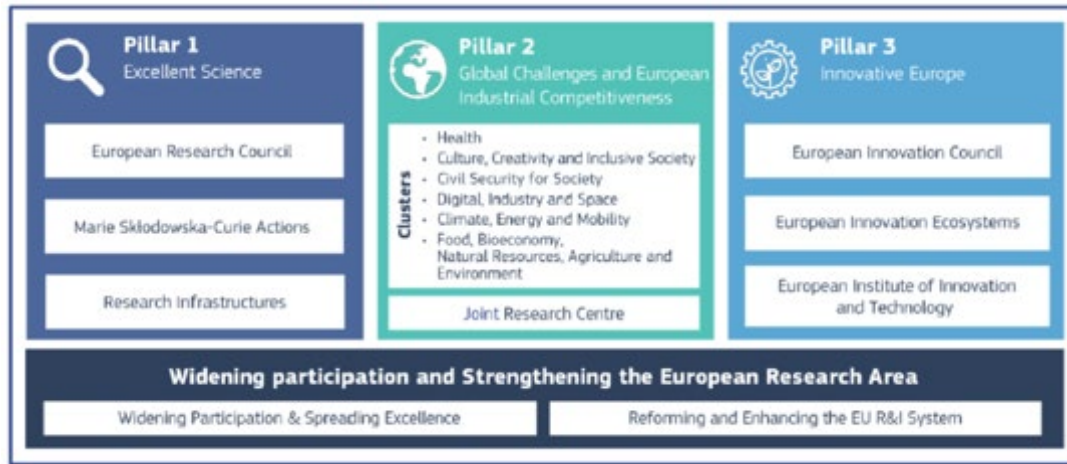 Pillar 1
Excellent Science
European Research Council
Marie Skłodowska-Curie Actions
Research Infrastructures
Pillar 2
Global Challenges and European
Industrial Competitiveness
Clusters
• Health
• Culture, Creativity and Inclusive Society
• Civil Security for Society
• Digital, Industry and Space
• Climate, Energy and Mobility
• Food, Bioeconomy,
Natural Resources, Agriculture and
Environment
Joint Research Centre
Pillar 3
Innovative Europe
European Innovation Council
European Innovation Ecosystems
European Institute of Innovation
and Technology
Widening participation and Strengthening the European Research Area
Widening Participation & Spreading Excellence
Reforming and Enhancing the EU R&I System